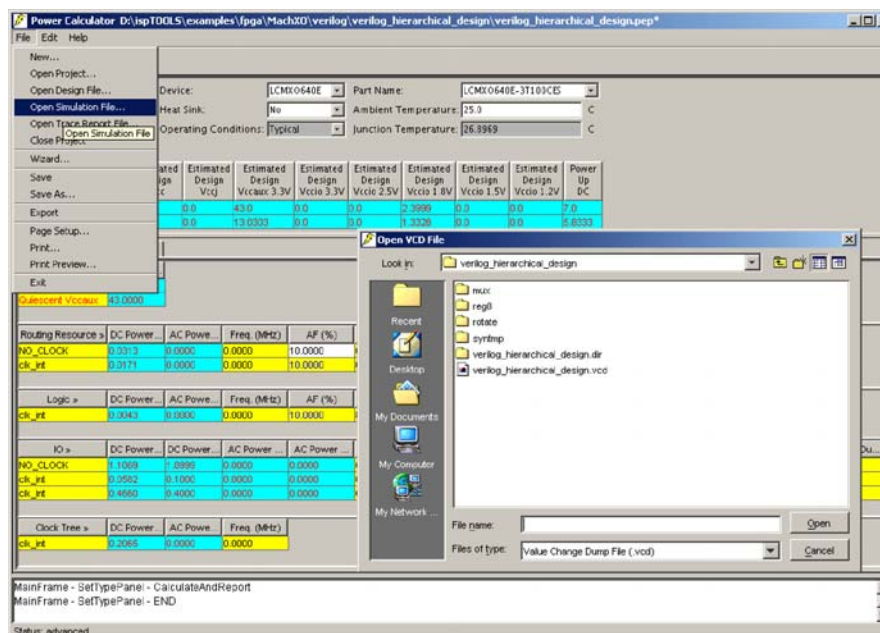 Power Calculator D:\ispTOOLS\examples\fpga\MachXO\verilog\verilog_hierarchical_design\verilog_hierarchical_design.pep*
File Edit Help
New...
Open Project...
Open Design File...
Open Simulation File...
Open Trace Report File...
Open Simulation File
Close Project
Wizard...
Save
Save As...
Export
Page Setup...
Print...
Print Preview...
Exit
Device: LCMXO640E Part Name: LCMXO640E-3T100CES
Heat Sink: No Ambient Temperature: 25.0 C
Operating Conditions: Typical Junction Temperature: 26.8969 C
Estimated Design Vccj
Estimated Design Vccaux 3.3V
Estimated Design Vccio 3.3V
Estimated Design Vccio 2.5V
Estimated Design Vccio 1.8V
Estimated Design Vccio 1.5V
Estimated Design Vccio 1.2V
Power Up DC
0.0 43.0 0.0 0.0 2.3999 0.0 0.0 7.0
0.0 13.0303 0.0 0.0 1.3328 0.0 0.0 5.8333
Quiescent Vccaux 43.0000
Routing Resource » DC Power... AC Powe... Freq. (MHz) AF (%)
NO_CLOCK 0.0313 0.0000 0.0000 10.0000
clk_int 0.0171 0.0000 0.0000 10.0000
Logic » DC Power... AC Powe... Freq. (MHz) AF (%)
clk_int 0.0043 0.0000 0.0000 10.0000
IO » DC Power... DC Power... AC Power ... AC Power ...
NO_CLOCK 1.1069 1.8999 0.0000 0.0000
clk_int 0.0582 0.1000 0.0000 0.0000
clk_int 0.4660 0.4000 0.0000 0.0000
Clock Tree » DC Power... AC Powe... Freq. (MHz)
clk_int 0.2065 0.0000 0.0000
Open VCD File
Look in: verilog_hierarchical_design
Recent
Desktop
My Documents
My Computer
My Network ...
mux
reg8
rotate
syntmp
verilog_hierarchical_design.dir
verilog_hierarchical_design.vcd
File name: Open
Files of type: Value Change Dump File (.vcd) Cancel
MainFrame - SetTypePanel - CalculateAndReport
MainFrame - SetTypePanel - END
Status: advanced